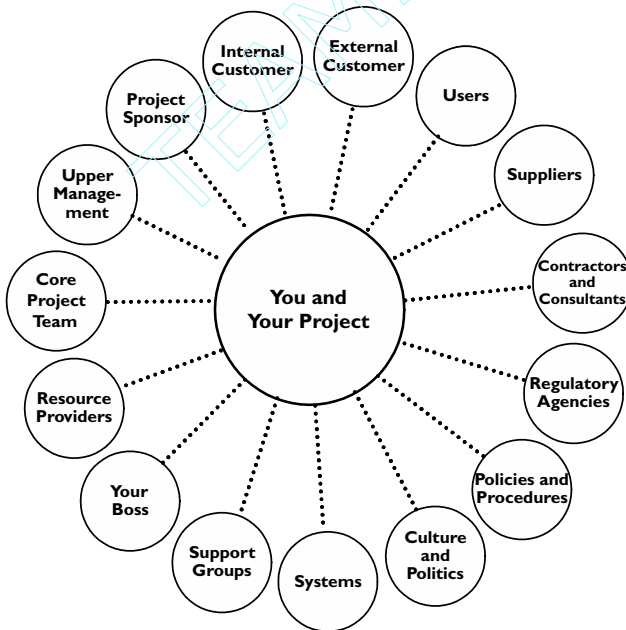 Internal
Customer
External
Customer
Users
Suppliers
Contractors
and
Consultants
Regulatory
Agencies
Policies and
Procedures
Culture
and
Politics
Systems
Support
Groups
Your
Boss
Resource
Providers
Core
Project
Team
Upper
Manage-
ment
Project
Sponsor
You and
Your Project
TEAM